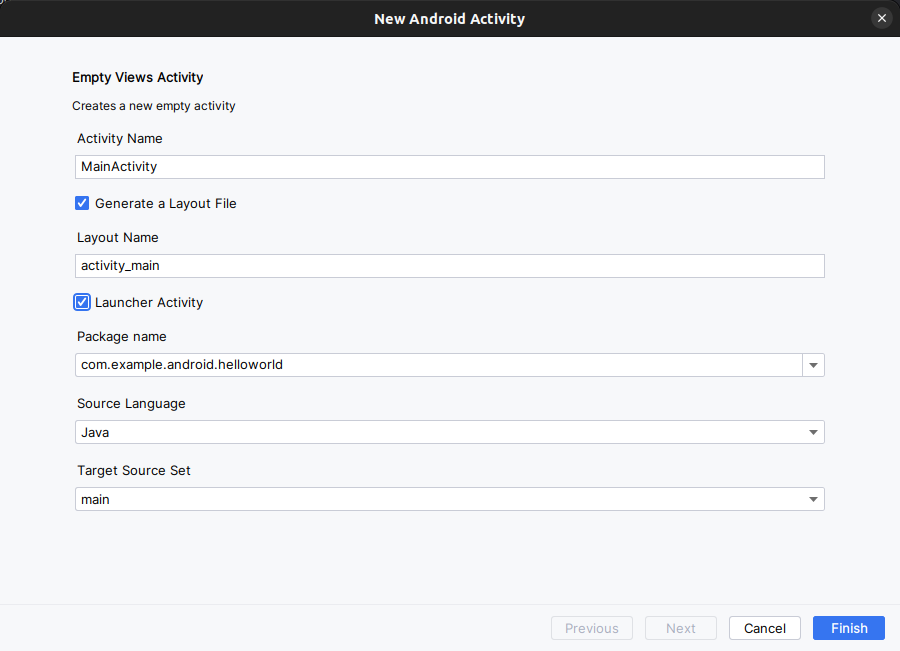 New Android Activity
Empty Views Activity
Creates a new empty activity
Activity Name
MainActivity
Generate a Layout File
Layout Name
activity_main
Launcher Activity
Package name
com.example.android.helloworld
Source Language
Java
Target Source Set
main
Previous Next Cancel Finish